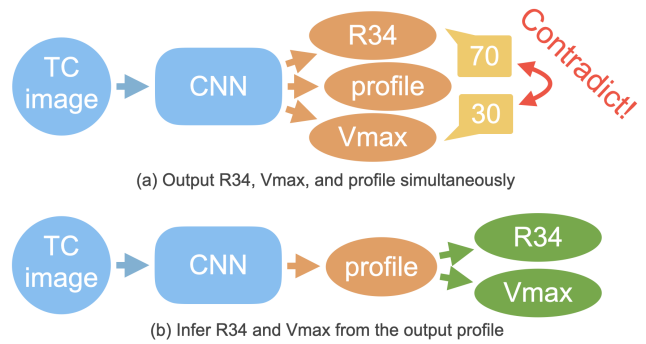 TC
image
CNN
R34
profile
Vmax
70
30
Contradict!
(a) Output R34, Vmax, and profile simultaneously
TC
image
CNN
profile
R34
Vmax
(b) Infer R34 and Vmax from the output profile